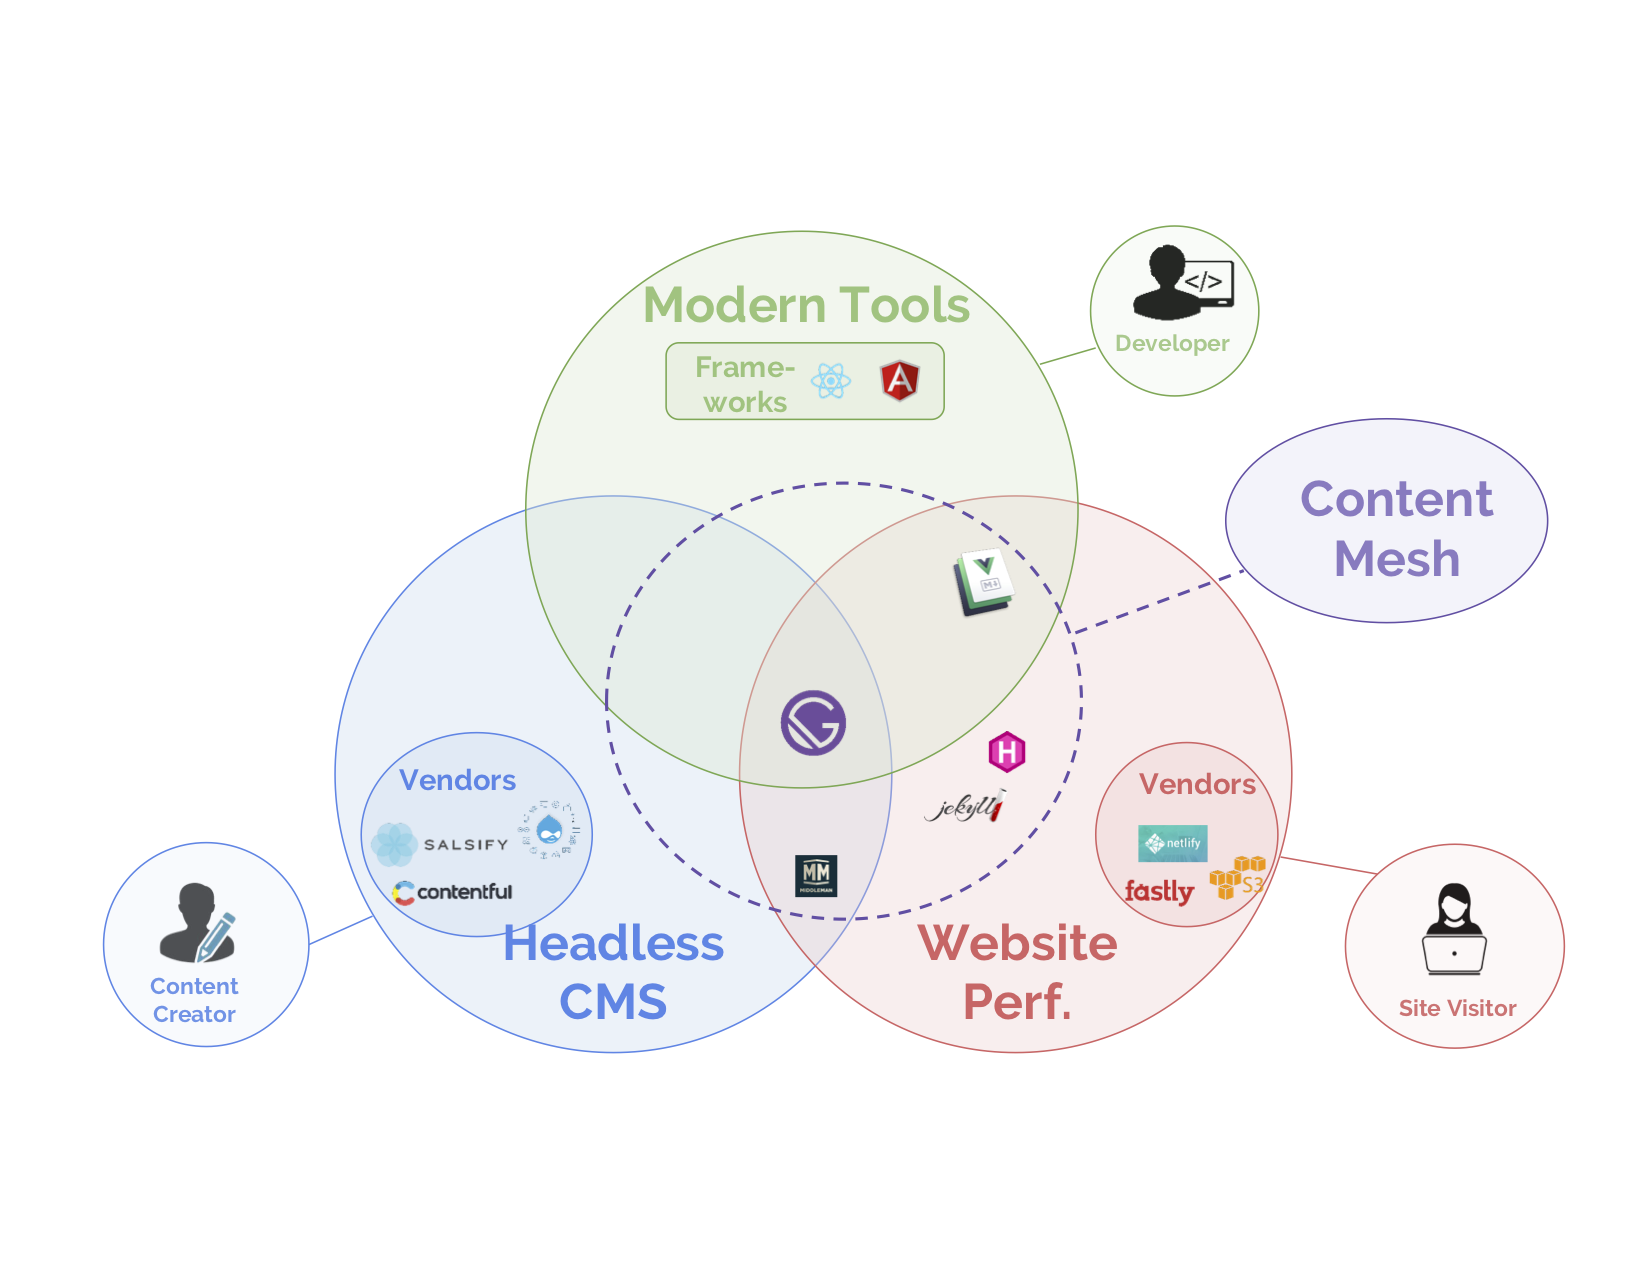 Modern Tools
Frame-
works
</>
Developer
Content
Mesh
V
M↓
G
H
jekyll
Vendors
SALSIFY
contentful
MM
MIDDLEMAN
Vendors
netlify
fastly
S3
Headless
CMS
Website
Perf.
Content
Creator
Site Visitor